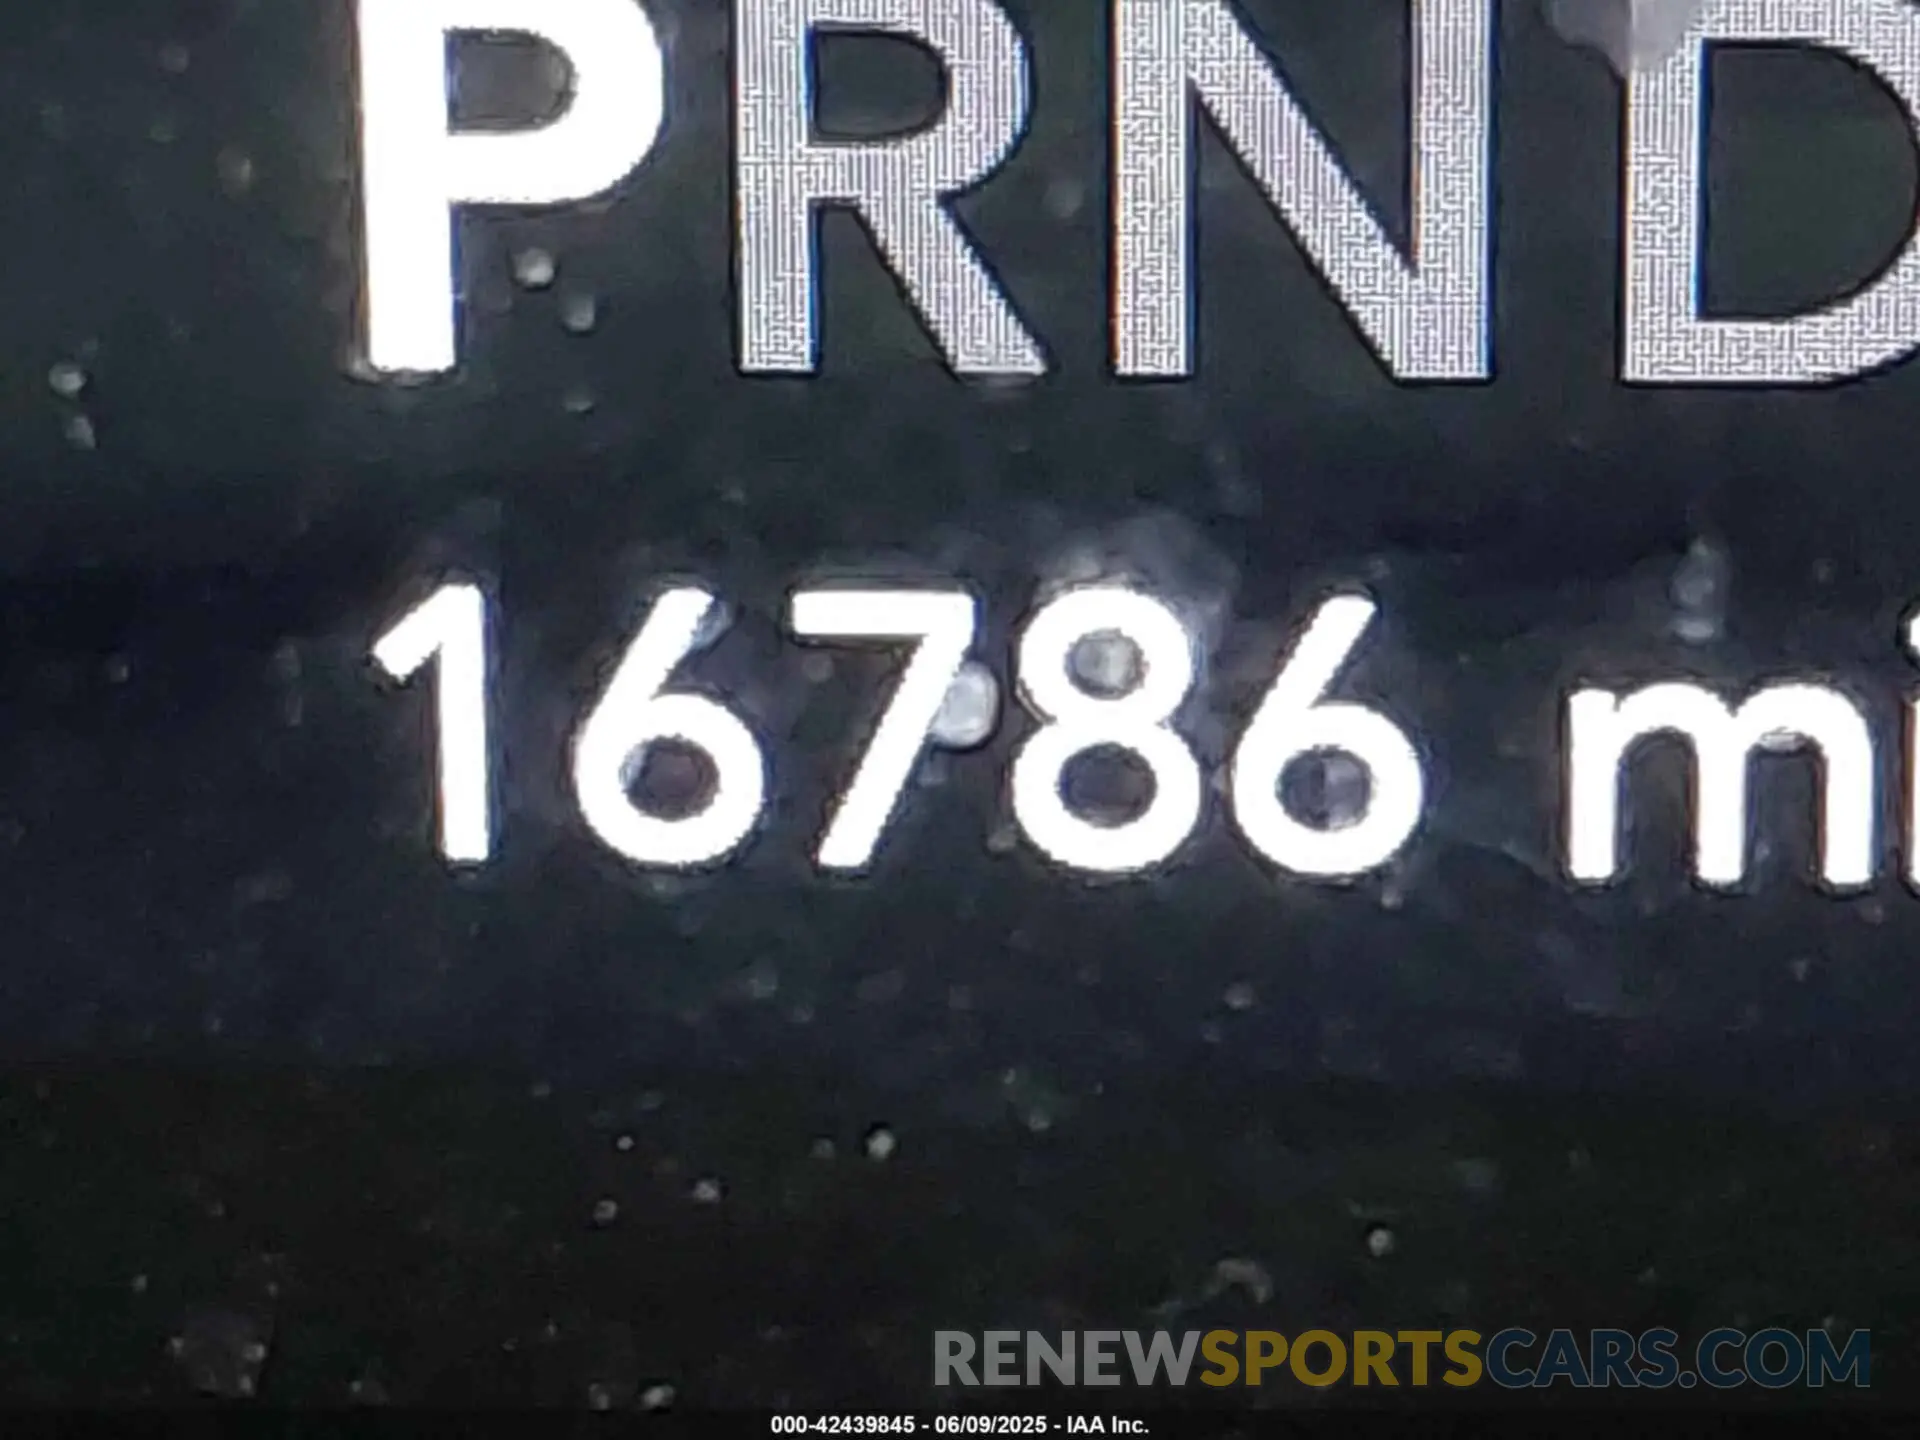 PRND
16786 mi
RENEWSPORTSCARS.COM
000-42439845 - 06/09/2025 - IAA Inc.